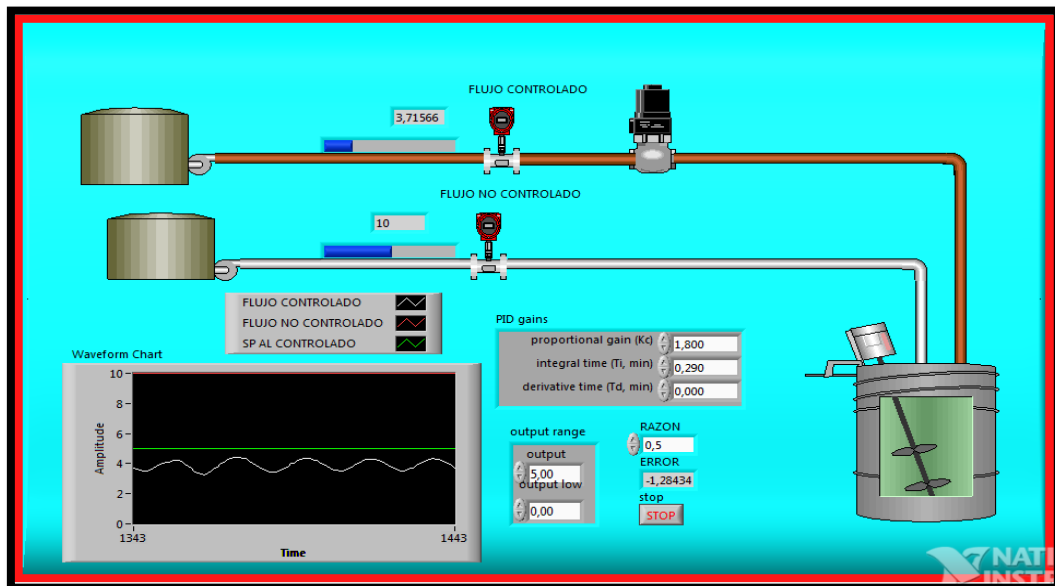 FLUJO CONTROLADO
3,71566
FLUJO NO CONTROLADO
10
FLUJO CONTROLADO
FLUJO NO CONTROLADO
SP AL CONTROLADO
PID gains
proportional gain (Kc) 1,800
integral time (Ti, min) 0,290
derivative time (Td, min) 0,000
Waveform Chart
10
8
6
4
2
0
Amplitude
1343 1443
Time
output range
output
5,00
output low
0,00
RAZON
0,5
ERROR
-1,28434
stop
STOP
NATI
INSTR